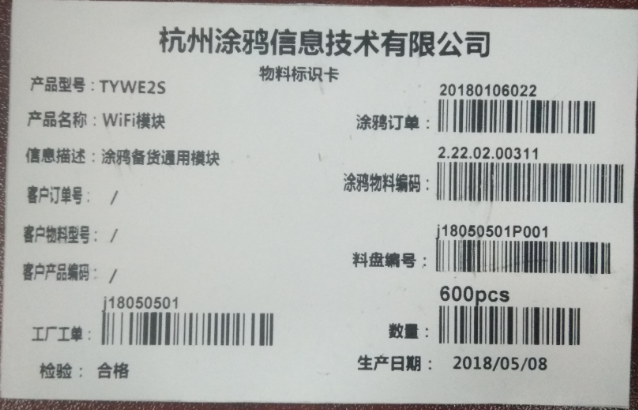 杭州涂鸦信息技术有限公司
物料标识卡
产品型号：TYWE2S
产品名称：WiFi模块
信息描述：涂鸦备货通用模块
客户订单号： /
客户物料型号： /
客户产品编码： /
j18050501
工厂工单：
检验： 合格
20180106022
涂鸦订单：
2.22.02.00311
涂鸦物料编码：
j18050501P001
料盘编号：
600pcs
数量：
生产日期： 2018/05/08